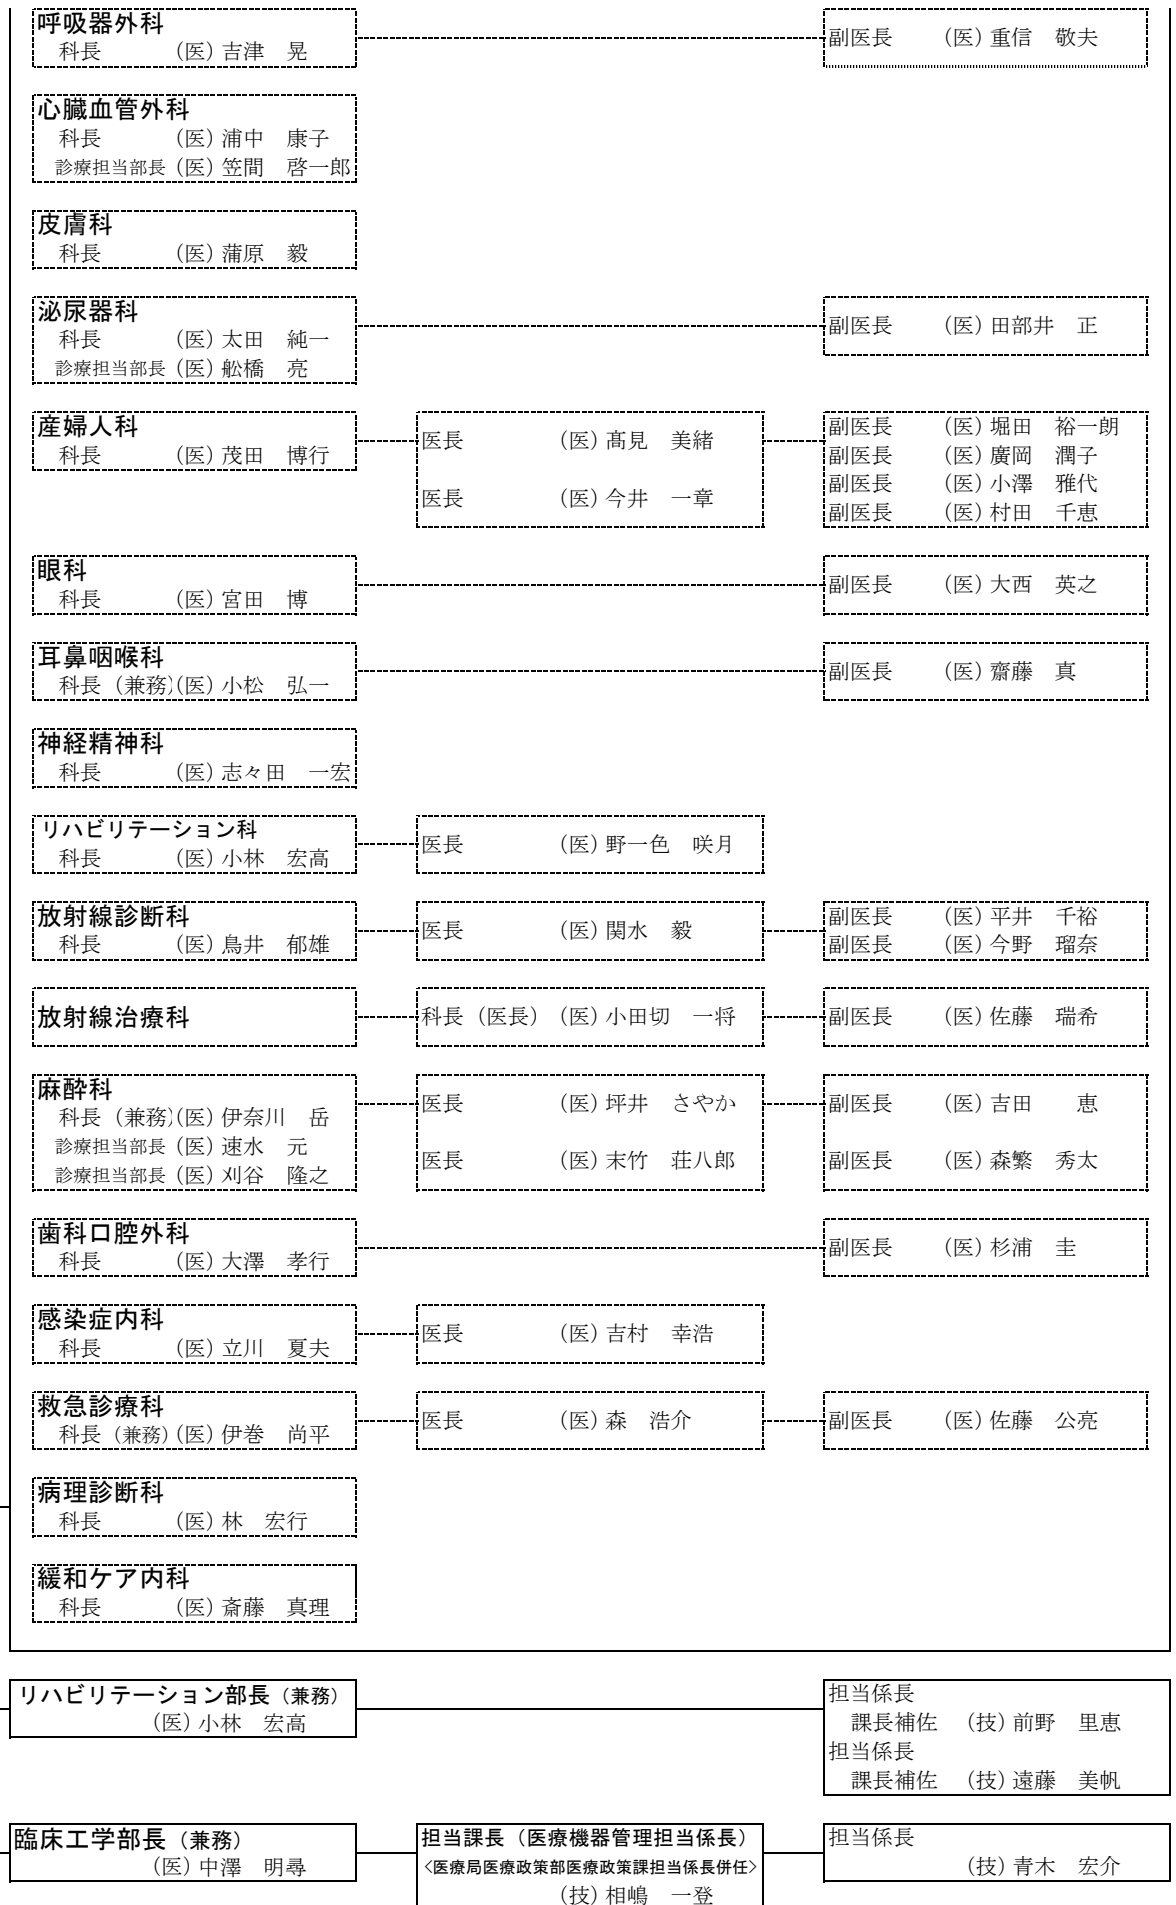 呼吸器外科
科長　（医）吉津　晃
副医長　（医）重信　敬夫
心臓血管外科
科長　（医）浦中　康子
診療担当部長（医）笠間　啓一郎
皮膚科
科長　（医）蒲原　毅
泌尿器科
科長　（医）太田　純一
診療担当部長（医）舩橋　亮
副医長　（医）田部井　正
産婦人科
科長　（医）茂田　博行
医長　（医）髙見　美緒
医長　（医）今井　一章
副医長　（医）堀田　裕一朗
副医長　（医）廣岡　潤子
副医長　（医）小澤　雅代
副医長　（医）村田　千恵
眼科
科長　（医）宮田　博
副医長　（医）大西　英之
耳鼻咽喉科
科長（兼務）（医）小松　弘一
副医長　（医）齋藤　真
神経精神科
科長　（医）志々田　一宏
リハビリテーション科
科長　（医）小林　宏高
医長　（医）野一色　咲月
放射線診断科
科長　（医）鳥井　郁雄
医長　（医）関水　毅
副医長　（医）平井　千裕
副医長　（医）今野　瑠奈
放射線治療科
科長（医長）（医）小田切　一将
副医長　（医）佐藤　瑞希
麻酔科
科長（兼務）（医）伊奈川　岳
診療担当部長（医）速水　元
診療担当部長（医）刈谷　隆之
医長　（医）坪井　さやか
医長　（医）末竹　荘八郎
副医長　（医）吉田　恵
副医長　（医）森繁　秀太
歯科口腔外科
科長　（医）大澤　孝行
副医長　（医）杉浦　圭
感染症内科
科長　（医）立川　夏夫
医長　（医）吉村　幸浩
救急診療科
科長（兼務）（医）伊巻　尚平
医長　（医）森　浩介
副医長　（医）佐藤　公亮
病理診断科
科長　（医）林　宏行
緩和ケア内科
科長　（医）斎藤　真理
リハビリテーション部長（兼務）
（医）小林　宏高
担当係長
課長補佐　（技）前野　里恵
担当係長
課長補佐　（技）遠藤　美帆
臨床工学部長（兼務）
（医）中澤　明尋
担当課長（医療機器管理担当係長）
〈医療局医療政策部医療政策課担当係長併任〉
（技）相嶋　一登
担当係長
（技）青木　宏介